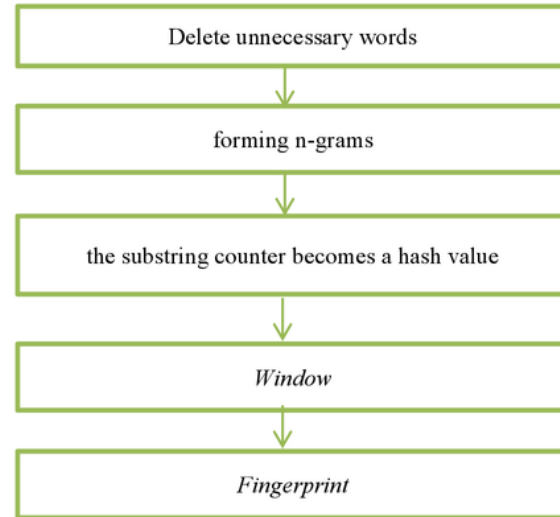 Delete unnecessary words
forming n-grams
the substring counter becomes a hash value
Window
Fingerprint